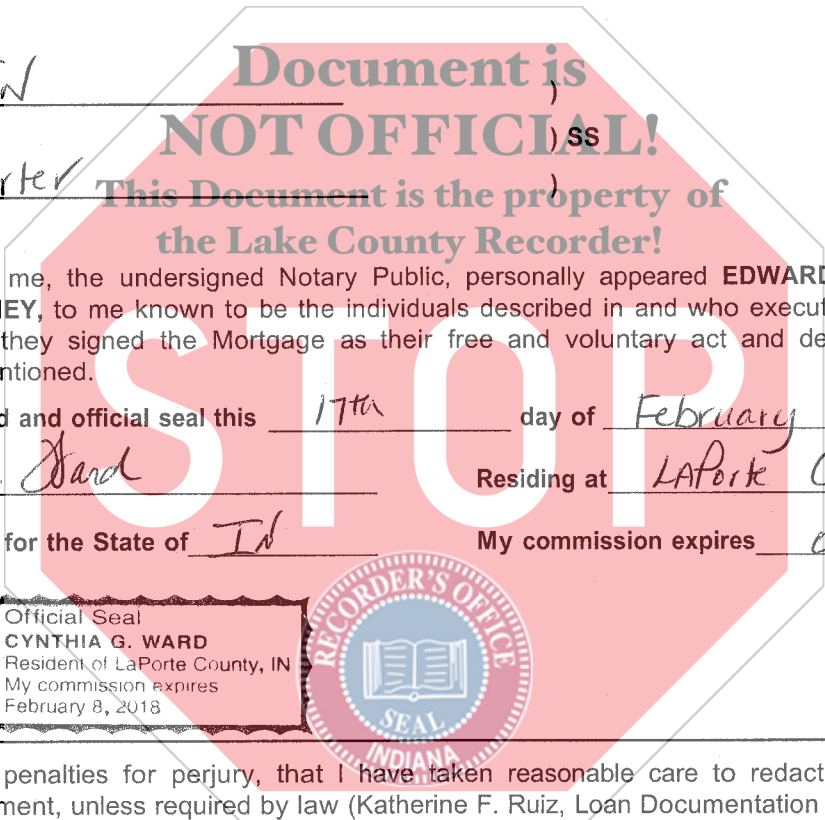 Document is
IN )
NOT OFFICIAL!
) SS
rter )
This Document is the property of
the Lake County Recorder!
me, the undersigned Notary Public, personally appeared EDWARD
EY, to me known to be the individuals described in and who execut
they signed the Mortgage as their free and voluntary act and de
ntioned.
d and official seal this 17th day of February
. Ward Residing at LAPorte C
for the State of IN My commission expires
STOP
Official Seal
CYNTHIA G. WARD
Resident of LaPorte County, IN
My commission expires
February 8, 2018
RECORDER'S OFFICE
SEAL
INDIANA
penalties for perjury, that I have taken reasonable care to redact
ment, unless required by law (Katherine F. Ruiz, Loan Documentation